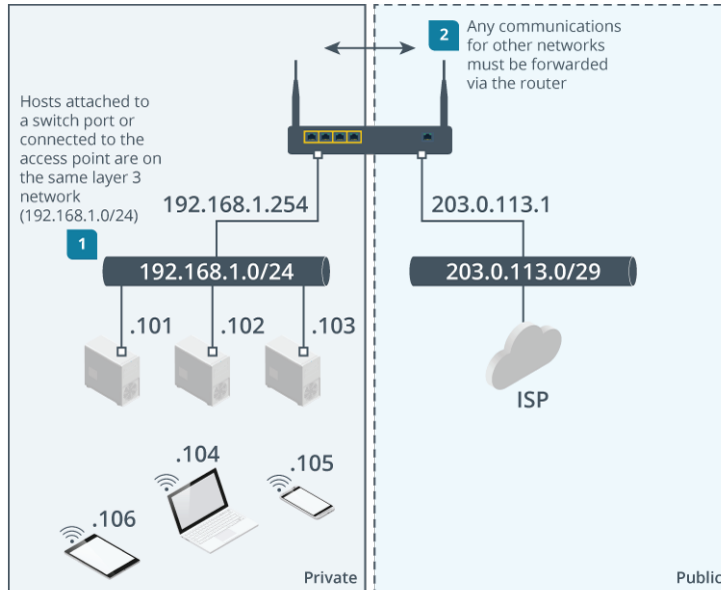 2
Any communications
for other networks
must be forwarded
via the router
Hosts attached to
a switch port or
connected to the
access point are on
the same layer 3
network
(192.168.1.0/24)
1
192.168.1.254
203.0.113.1
192.168.1.0/24
203.0.113.0/29
.101
.102
.103
ISP
.104
.105
.106
Private
Public